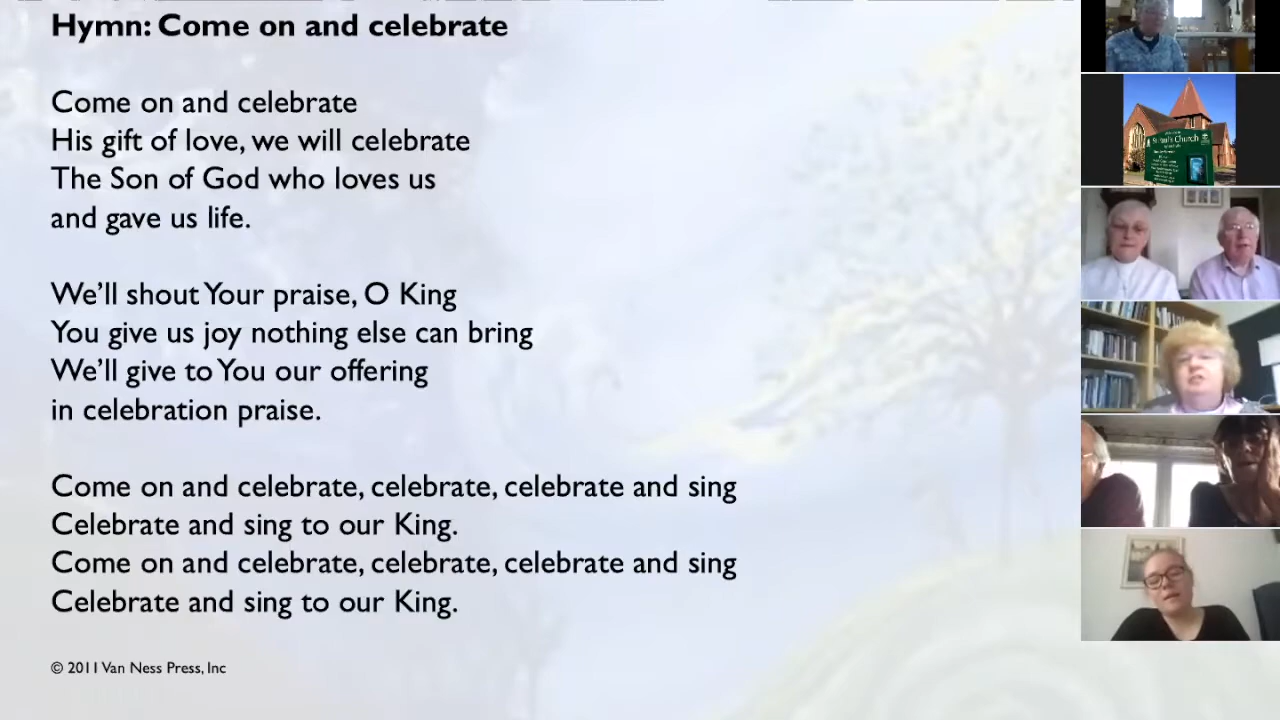 Hymn: Come on and celebrate
Come on and celebrate
His gift of love, we will celebrate
The Son of God who loves us
and gave us life.
We'll shout Your praise, O King
You give us joy nothing else can bring
We'll give to You our offering
in celebration praise.
Come on and celebrate, celebrate, celebrate and sing
Celebrate and sing to our King.
Come on and celebrate, celebrate, celebrate and sing
Celebrate and sing to our King.
© 2011 Van Ness Press, Inc
Church